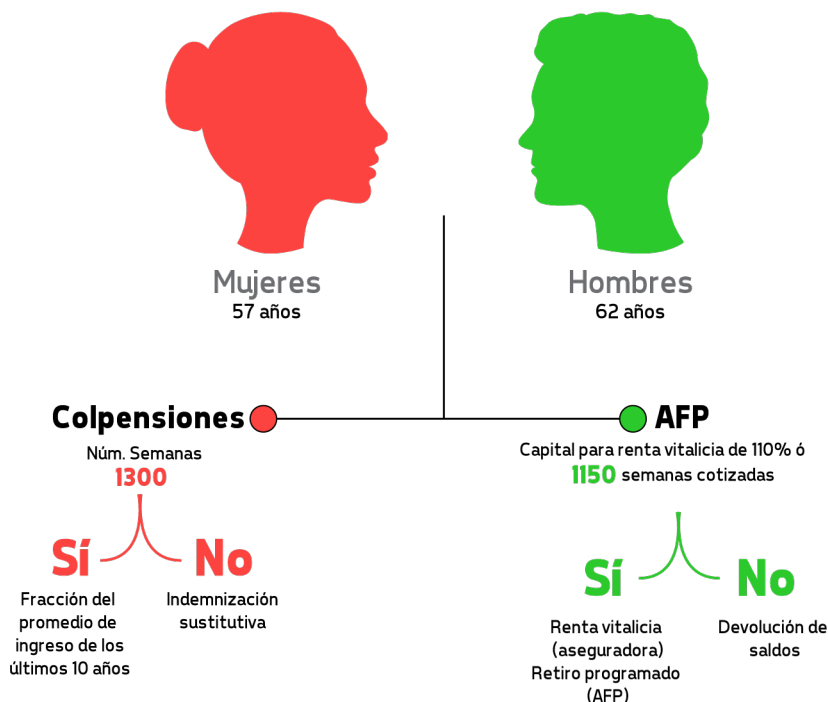 Mujeres
57 años
Hombres
62 años
Colpensiones
Núm. Semanas
1300
Sí
No
Fracción del
promedio de
ingreso de los
últimos 10 años
Indemnización
sustitutiva
AFP
Capital para renta vitalicia de 110% ó
1150 semanas cotizadas
Sí
No
Renta vitalicia
(aseguradora)
Retiro programado
(AFP)
Devolución de
saldos